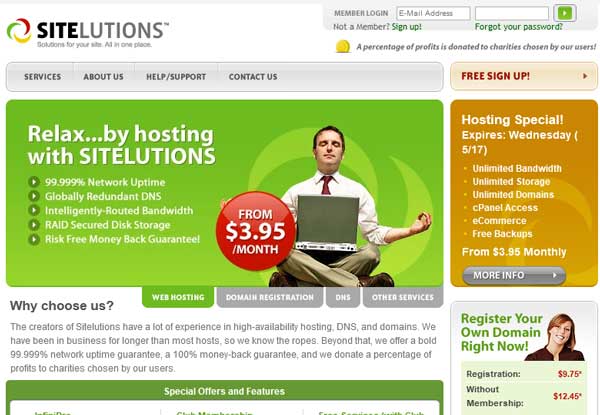 SITELUTIONS™
Solutions for your site. All in one place.
MEMBER LOGIN
E-Mail Address
Not a Member? Sign up!
Forgot your password?
A percentage of profits is donated to charities chosen by our users!
SERVICES
ABOUT US
HELP/SUPPORT
CONTACT US
FREE SIGN UP!
Relax...by hosting
with SITELUTIONS
99.999% Network Uptime
Globally Redundant DNS
Intelligently-Routed Bandwidth
RAID Secured Disk Storage
Risk Free Money Back Guarantee!
FROM
$3.95
/MONTH
Hosting Special!
Expires: Wednesday (
5/17)
Unlimited Bandwidth
Unlimited Storage
Unlimited Domains
cPanel Access
eCommerce
Free Backups
From $3.95 Monthly
MORE INFO
WEB HOSTING
DOMAIN REGISTRATION
DNS
OTHER SERVICES
Why choose us?
The creators of Sitelutions have a lot of experience in high-availability hosting, DNS, and domains. We
have been in business for longer than most hosts, so we know the ropes. Beyond that, we offer a bold
99.999% network uptime guarantee, a 100% money-back guarantee, and we donate a percentage of
profits to charities chosen by our users.
Register Your
Own Domain
Right Now!
Registration: $9.75*
Without
Membership: $12.45*
Special Offers and Features